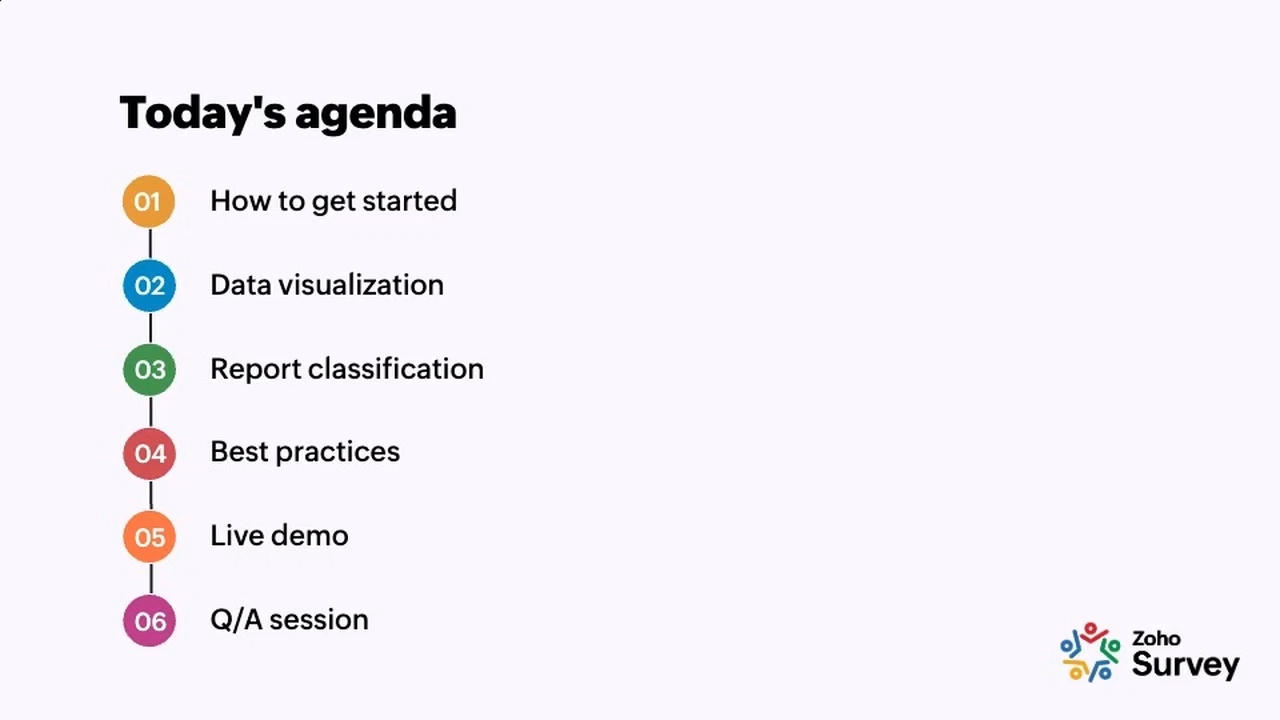 Today's agenda
01 How to get started
02 Data visualization
03 Report classification
04 Best practices
05 Live demo
06 Q/A session
Zoho
Survey